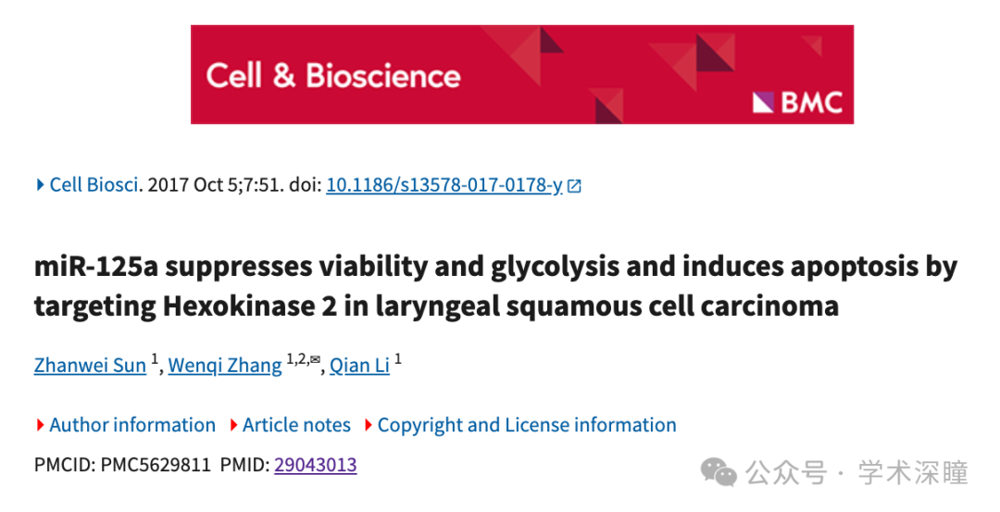 Cell & Bioscience
BMC
Cell Biosci. 2017 Oct 5;7:51. doi: 10.1186/s13578-017-0178-y
miR-125a suppresses viability and glycolysis and induces apoptosis by
targeting Hexokinase 2 in laryngeal squamous cell carcinoma
Zhanwei Sun 1, Wenqi Zhang 1,2,✉, Qian Li 1
Author information Article notes Copyright and License information
PMCID: PMC5629811 PMID: 29043013
公众号 · 学术深瞳